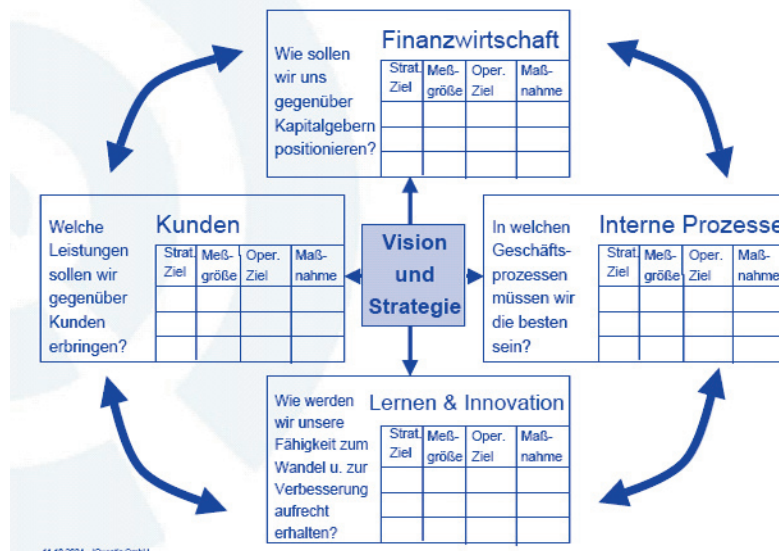 Finanzwirtschaft
Wie sollen
wir uns
gegenüber
Kapitalgebern
positionieren?
Strat. Meß- Oper. Maß-
Ziel größe Ziel nahme
Kunden
Welche
Leistungen
sollen wir
gegenüber
Kunden
erbringen?
Strat. Meß- Oper. Maß-
Ziel größe Ziel nahme
Vision
und
Strategie
Interne Prozesse
In welchen
Geschäfts-
prozessen
müssen wir
die besten
sein?
Strat. Meß- Oper. Maß-
Ziel größe Ziel nahme
Lernen & Innovation
Wie werden
wir unsere
Fähigkeit zum
Wandel u. zur
Verbesserung
aufrecht
erhalten?
Strat. Meß- Oper. Maß-
Ziel größe Ziel nahme